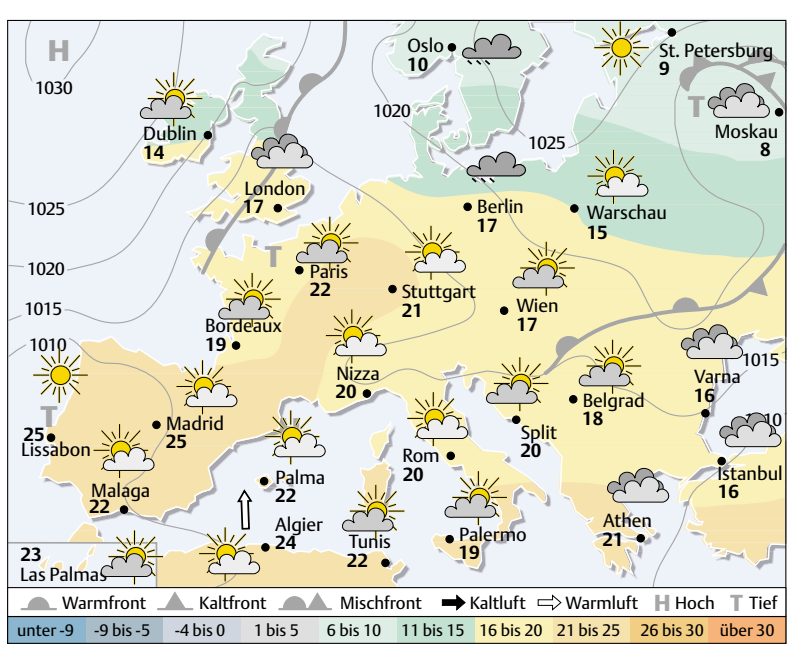 H
1030
Oslo
10
St. Petersburg
9
1020
T
Moskau
8
1025
Dublin
14
London
17
1025
Berlin
17
Warschau
15
T
Paris
22
1020
Stuttgart
21
Wien
17
1015
Bordeaux
19
1010
Nizza
20
1015
Varna
16
Belgrad
18
T
Madrid
25
25
Lissabon
Split
20
Rom
20
1010
Istanbul
16
Palma
22
Malaga
22
Algier
24
Tunis
22
Palermo
19
Athen
21
23
Las Palmas
Warmfront Kaltfront Mischfront Kaltluft Warmluft H Hoch T Tief
unter -9 -9 bis -5 -4 bis 0 1 bis 5 6 bis 10 11 bis 15 16 bis 20 21 bis 25 26 bis 30 über 30